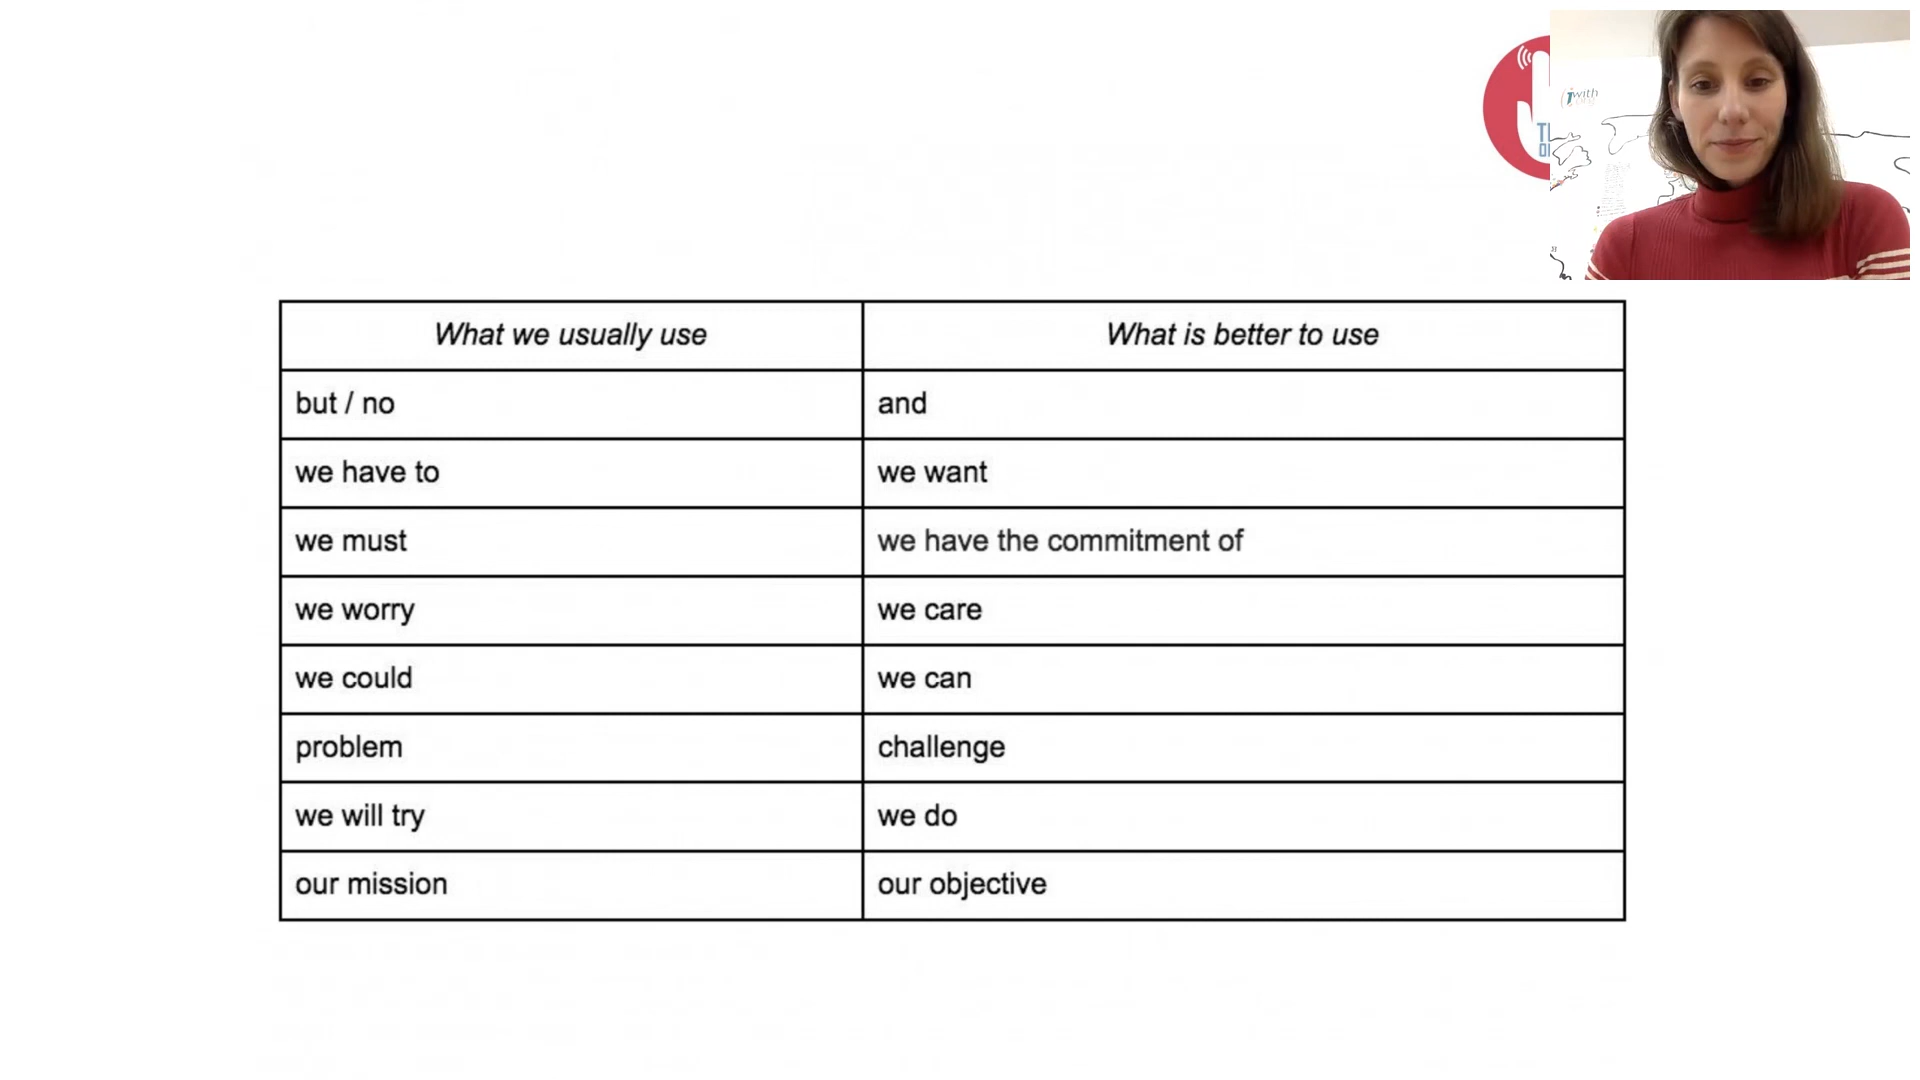 What we usually use What is better to use
but / no and
we have to we want
we must we have the commitment of
we worry we care
we could we can
problem challenge
we will try we do
our mission our objective
with